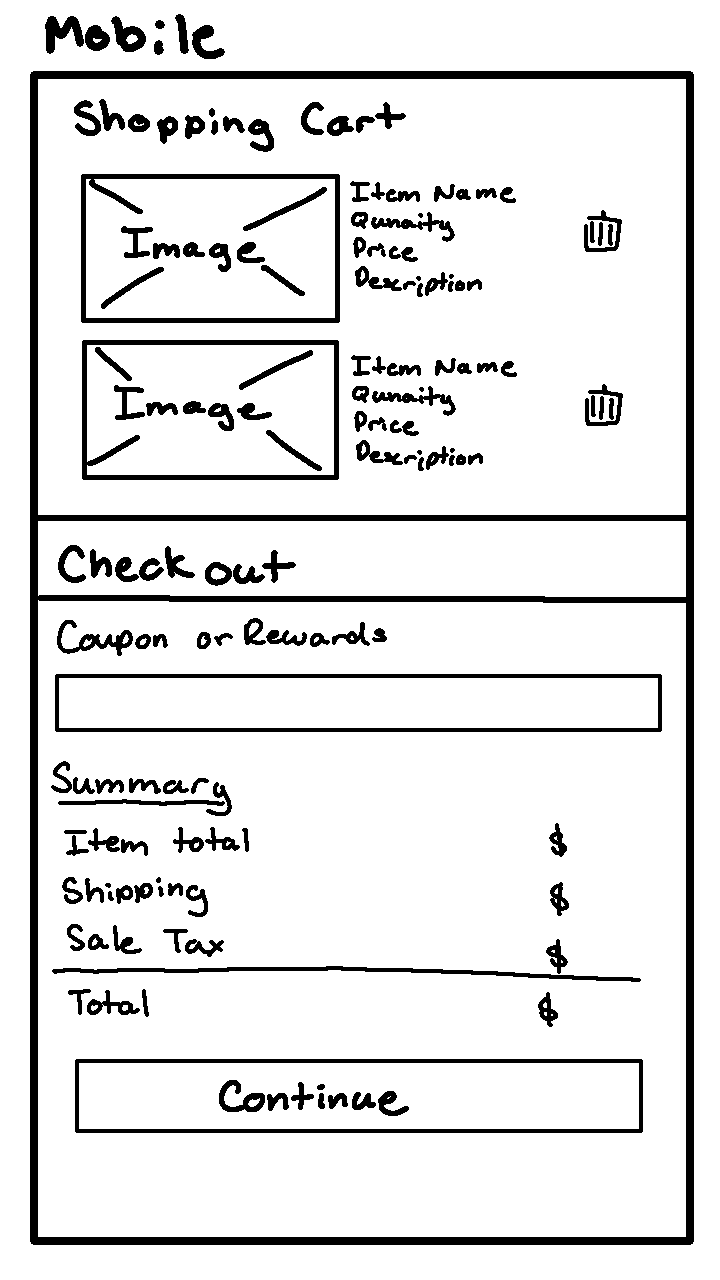 Mobile
Shopping Cart
Image
Item Name
Qunaity
Price
Description
Image
Item Name
Qunaity
Price
Description
Check out
Coupon or Rewards
Summary
Item total $
Shipping $
Sale Tax $
Total $
Continue